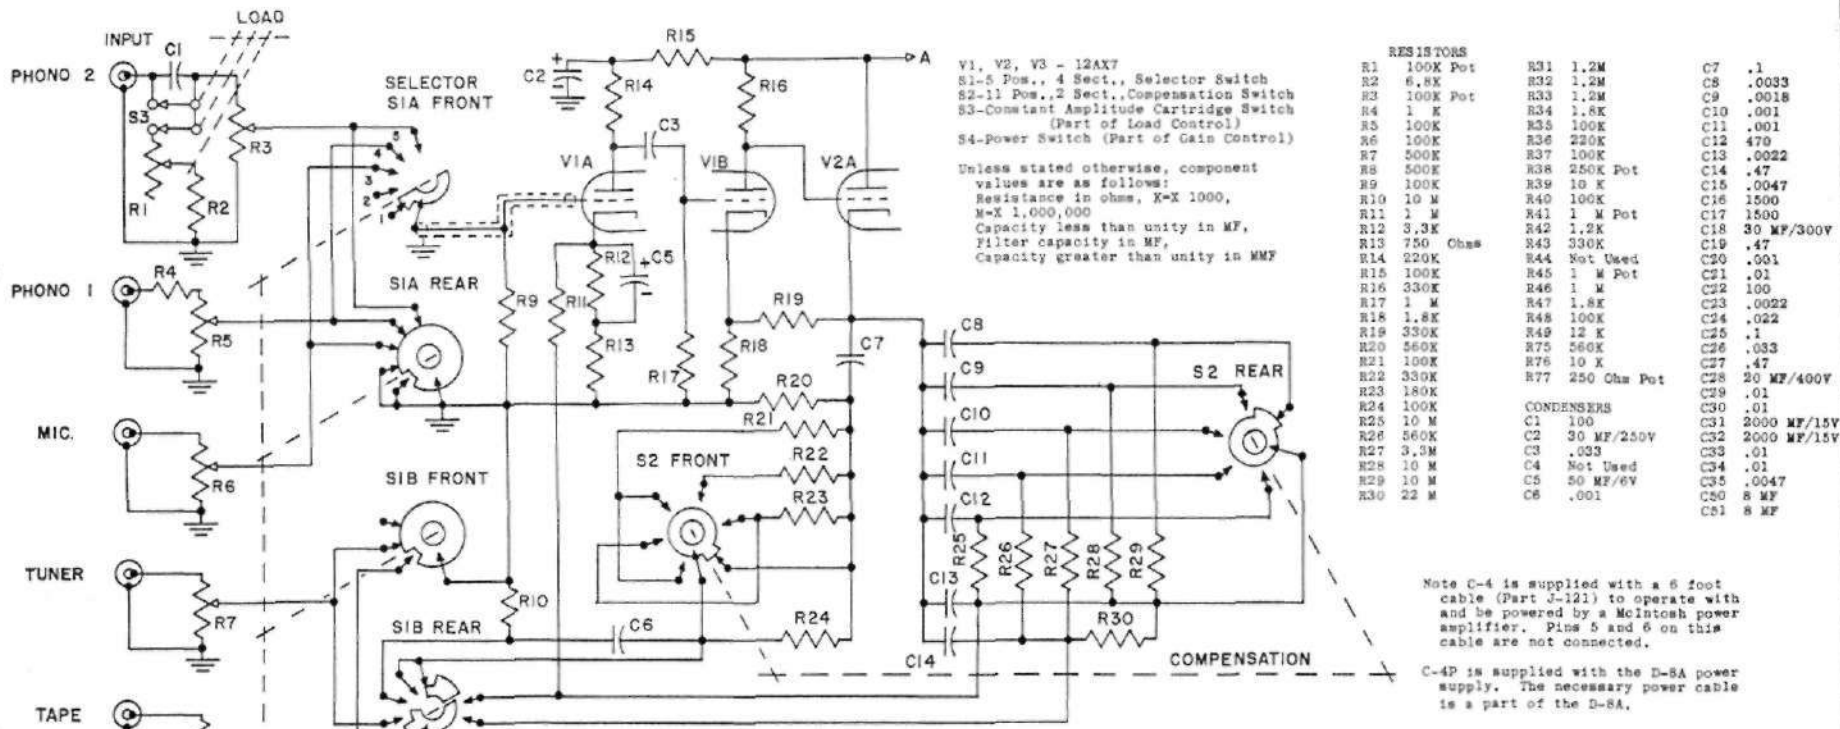 LOAD
INPUT
C1
PHONO 2
S3
R1
R2
R3
SELECTOR
S1A FRONT
5
4
3
2
1
C2
+
R15
A
R14
R16
C3
V1A
V1B
V2A
PHONO 1
R4
R5
S1A REAR
R9
R11
R12
+
C5
-
R13
R17
R18
R19
C7
R20
R21
R22
R23
R24
MIC.
R6
S1B FRONT
S2 FRONT
TUNER
R7
R10
S1B REAR
C6
TAPE
C8
C9
C10
C11
C12
C13
C14
R25
R26
R27
R28
R29
R30
S2 REAR
COMPENSATION
V1, V2, V3 - 12AX7
S1-5 Pos., 4 Sect., Selector Switch
S2-11 Pos., 2 Sect., Compensation Switch
S3-Constant Amplitude Cartridge Switch
(Part of Load Control)
S4-Power Switch (Part of Gain Control)
Unless stated otherwise, component
values are as follows:
Resistance in ohms, K=X 1000,
M=X 1,000,000
Capacity less than unity in MF,
Filter capacity in MF,
Capacity greater than unity in MMF
RESISTORS
R1 100K Pot
R2 6.8K
R3 100K Pot
R4 1 K
R5 100K
R6 100K
R7 500K
R8 500K
R9 100K
R10 10 M
R11 1 M
R12 3.3K
R13 750 Ohms
R14 220K
R15 100K
R16 330K
R17 1 M
R18 1.8K
R19 330K
R20 560K
R21 100K
R22 330K
R23 180K
R24 100K
R25 10 M
R26 560K
R27 3.3M
R28 10 M
R29 10 M
R30 22 M
R31 1.2M
R32 1.2M
R33 1.2M
R34 1.8K
R35 100K
R36 220K
R37 100K
R38 250K Pot
R39 10 K
R40 100K
R41 1 M Pot
R42 1.2K
R43 330K
R44 Not Used
R45 1 M Pot
R46 1 M
R47 1.8K
R48 100K
R49 12 K
R75 560K
R76 10 K
R77 250 Ohm Pot
CONDENSERS
C1 100
C2 30 MF/250V
C3 .033
C4 Not Used
C5 50 MF/6V
C6 .001
C7 .1
C8 .0033
C9 .0018
C10 .001
C11 .001
C12 470
C13 .0022
C14 .47
C15 .0047
C16 1500
C17 1500
C18 30 MF/300V
C19 .47
C20 .001
C21 .01
C22 100
C23 .0022
C24 .022
C25 .1
C26 .033
C27 .47
C28 20 MF/400V
C29 .01
C30 .01
C31 2000 MF/15V
C32 2000 MF/15V
C33 .01
C34 .01
C35 .0047
C50 8 MF
C51 8 MF
Note C-4 is supplied with a 6 foot
cable (Part J-121) to operate with
and be powered by a McIntosh power
amplifier. Pins 5 and 6 on this
cable are not connected.
C-4P is supplied with the D-8A power
supply. The necessary power cable
is a part of the D-8A.